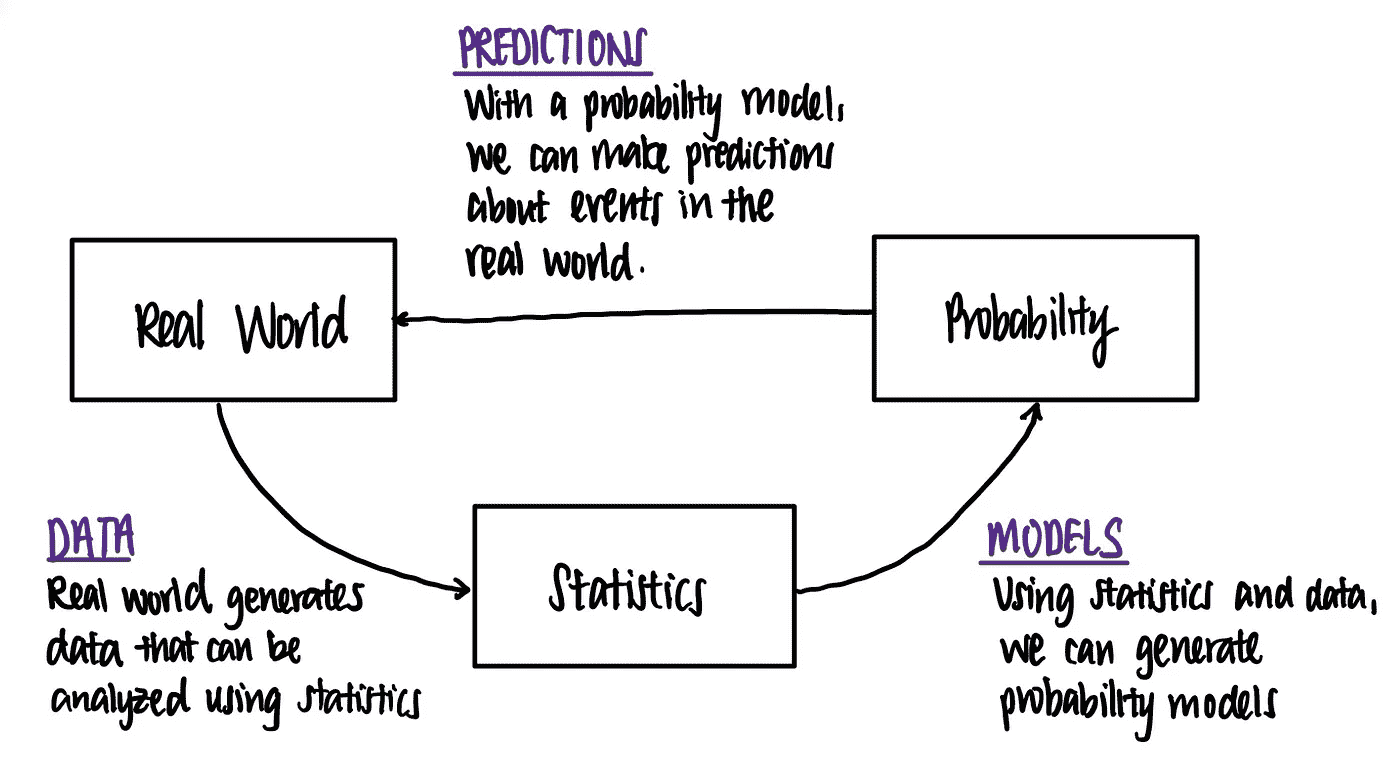 PREDICTIONS
With a probability model,
we can make predictions
about events in the
real world.
Real World
Probability
DATA
Real world generates
data that can be
analyzed using statistics
Statistics
MODELS
Using statistics and data,
we can generate
probability models